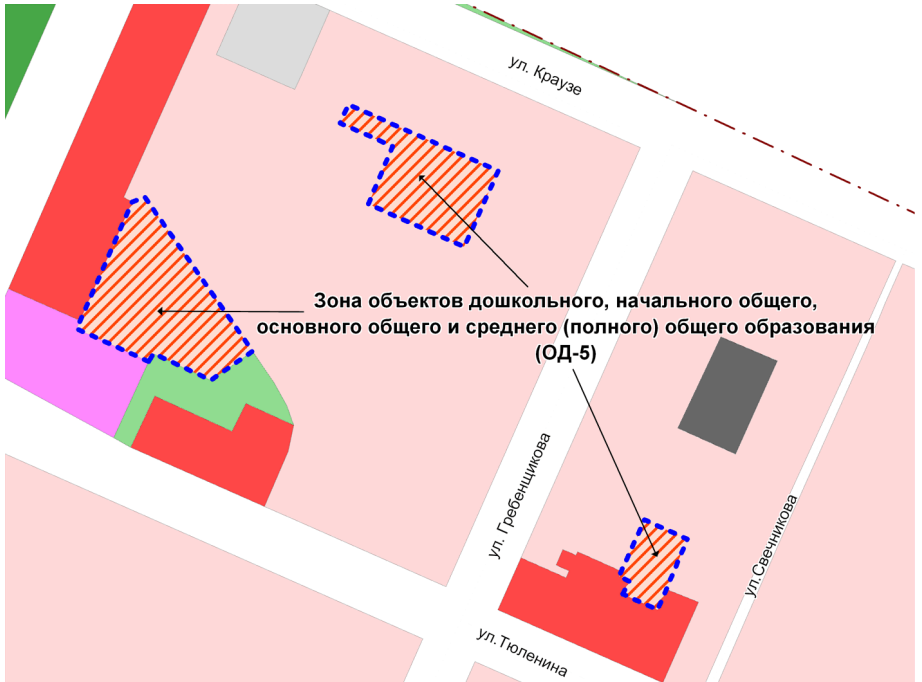 ул. Краузе
Зона объектов дошкольного, начального общего,
основного общего и среднего (полного) общего образования
(ОД-5)
ул. Гребенщикова
ул.Свечникова
ул.Тюленина